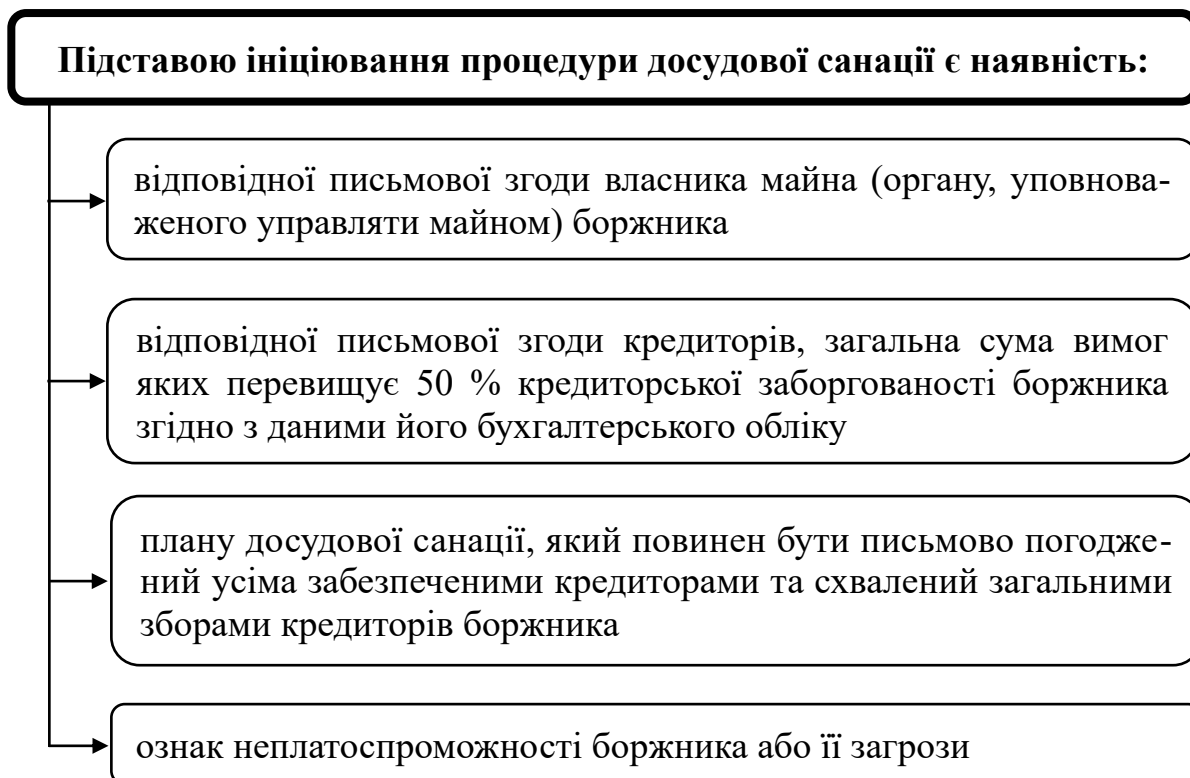 Підставою ініціювання процедури досудової санації є наявність:
відповідної письмової згоди власника майна (органу, уповнова-
женого управляти майном) боржника
відповідної письмової згоди кредиторів, загальна сума вимог
яких перевищує 50 % кредиторської заборгованості боржника
згідно з даними його бухгалтерського обліку
плану досудової санації, який повинен бути письмово погодже-
ний усіма забезпеченими кредиторами та схвалений загальними
зборами кредиторів боржника
ознак неплатоспроможності боржника або її загрози